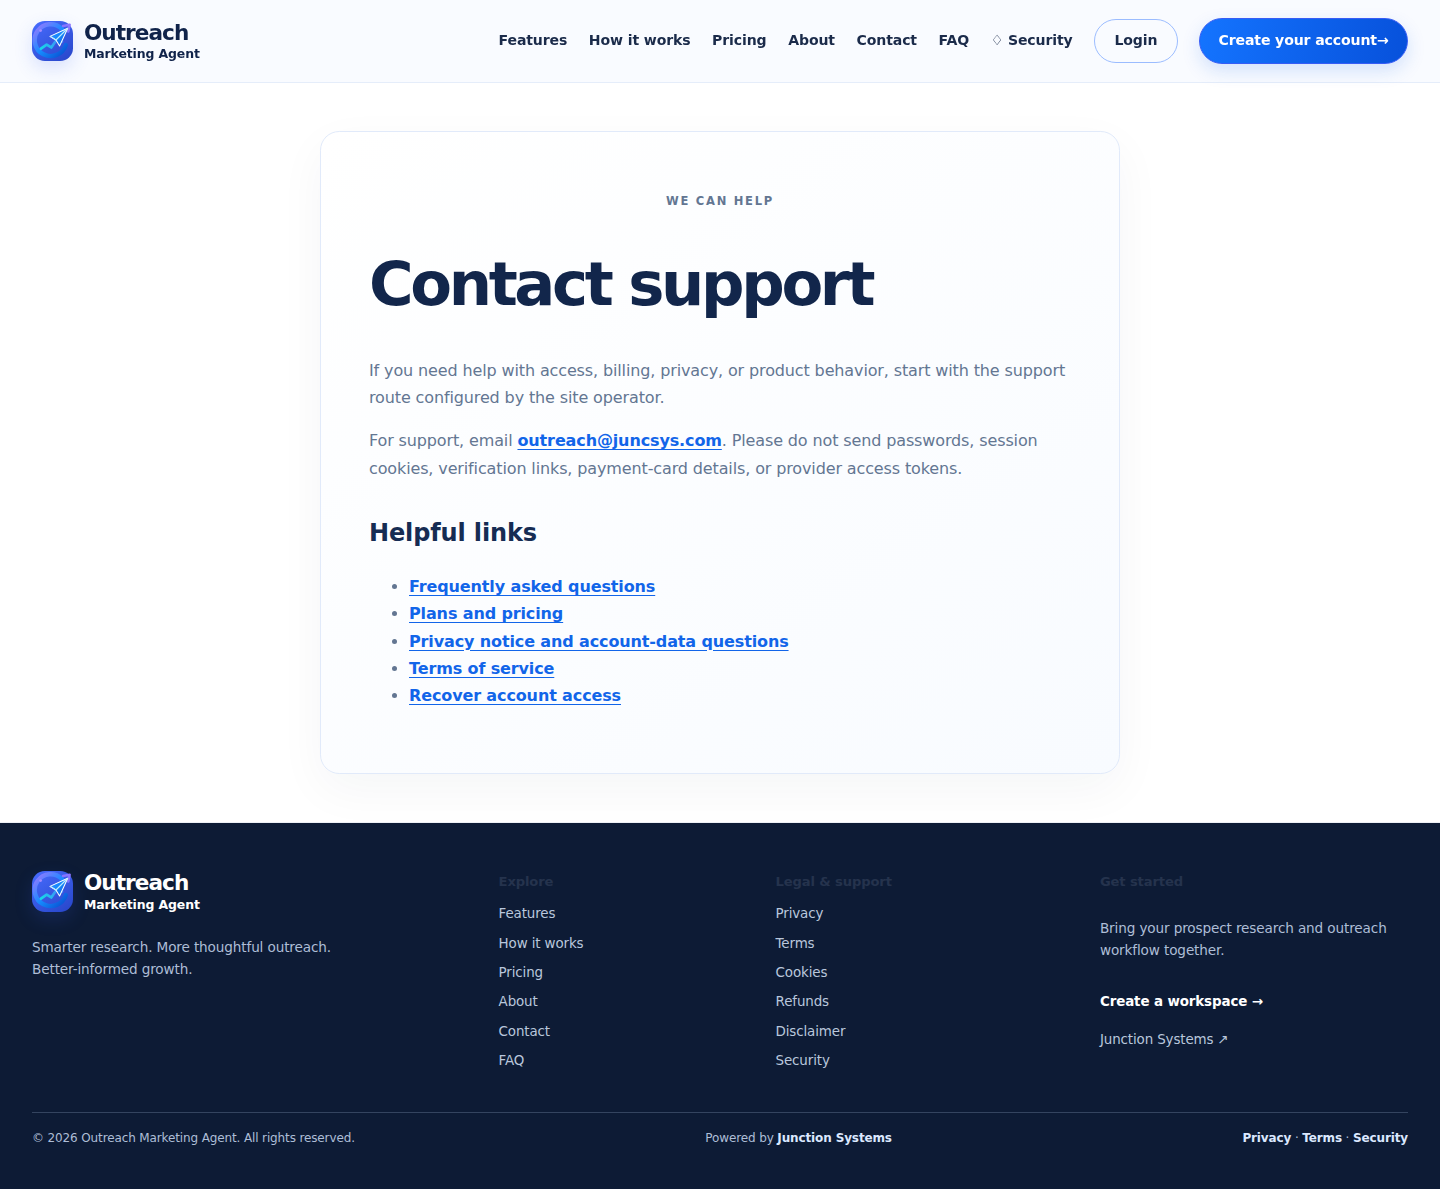 Outreach
Marketing Agent
Features How it works Pricing About Contact FAQ ♢ Security Login Create your account→
WE CAN HELP
Contact support
If you need help with access, billing, privacy, or product behavior, start with the support
route configured by the site operator.
For support, email outreach@juncsys.com. Please do not send passwords, session
cookies, verification links, payment-card details, or provider access tokens.
Helpful links
• Frequently asked questions
• Plans and pricing
• Privacy notice and account-data questions
• Terms of service
• Recover account access
Outreach
Marketing Agent
Smarter research. More thoughtful outreach.
Better-informed growth.
Explore
Features
How it works
Pricing
About
Contact
FAQ
Legal & support
Privacy
Terms
Cookies
Refunds
Disclaimer
Security
Get started
Bring your prospect research and outreach
workflow together.
Create a workspace →
Junction Systems ↗
© 2026 Outreach Marketing Agent. All rights reserved.
Powered by Junction Systems
Privacy · Terms · Security